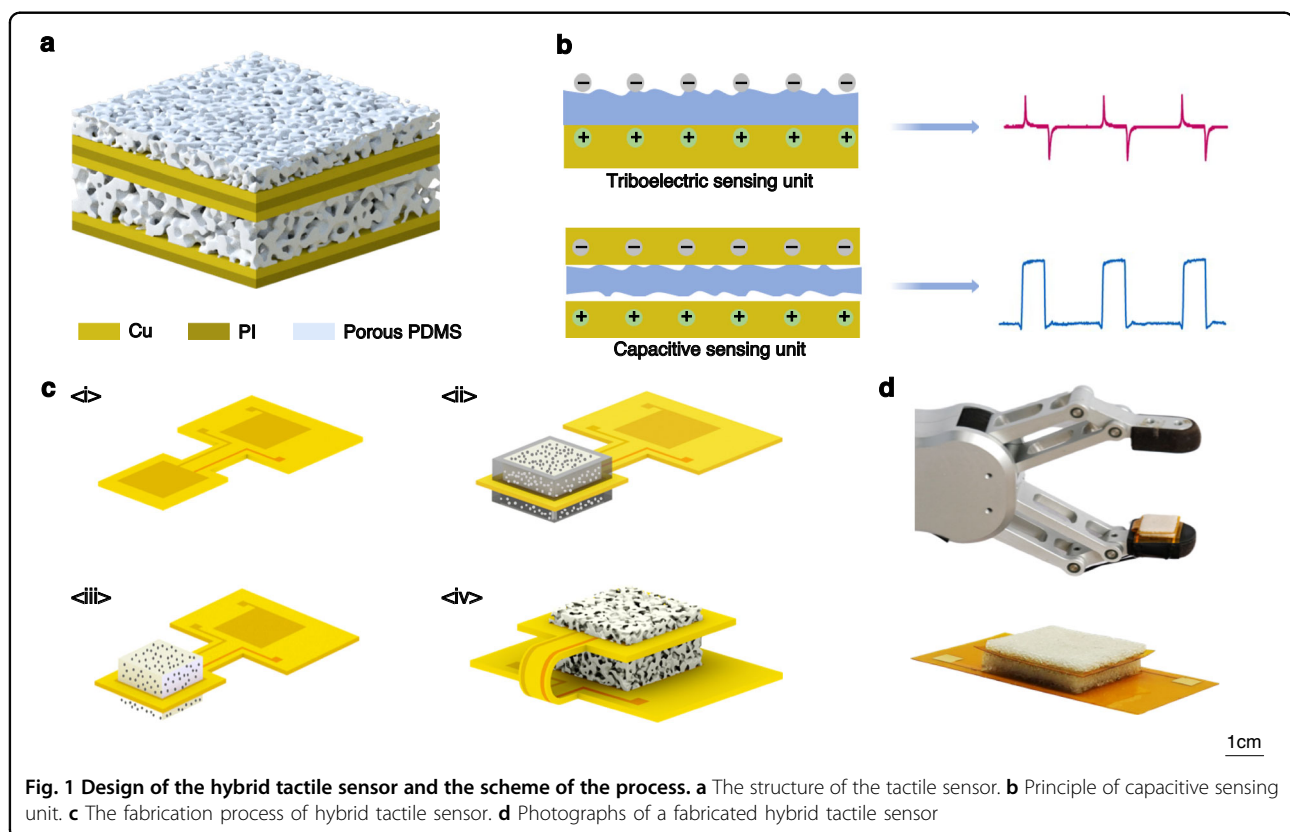 a
Cu PI Porous PDMS
b
− − − − − −
+ + + + + +
Triboelectric sensing unit
− − − − − −
+ + + + + +
Capacitive sensing unit
c
<i>
<ii>
<iii>
<iv>
d
1cm
Fig. 1 Design of the hybrid tactile sensor and the scheme of the process. a The structure of the tactile sensor. b Principle of capacitive sensing
unit. c The fabrication process of hybrid tactile sensor. d Photographs of a fabricated hybrid tactile sensor